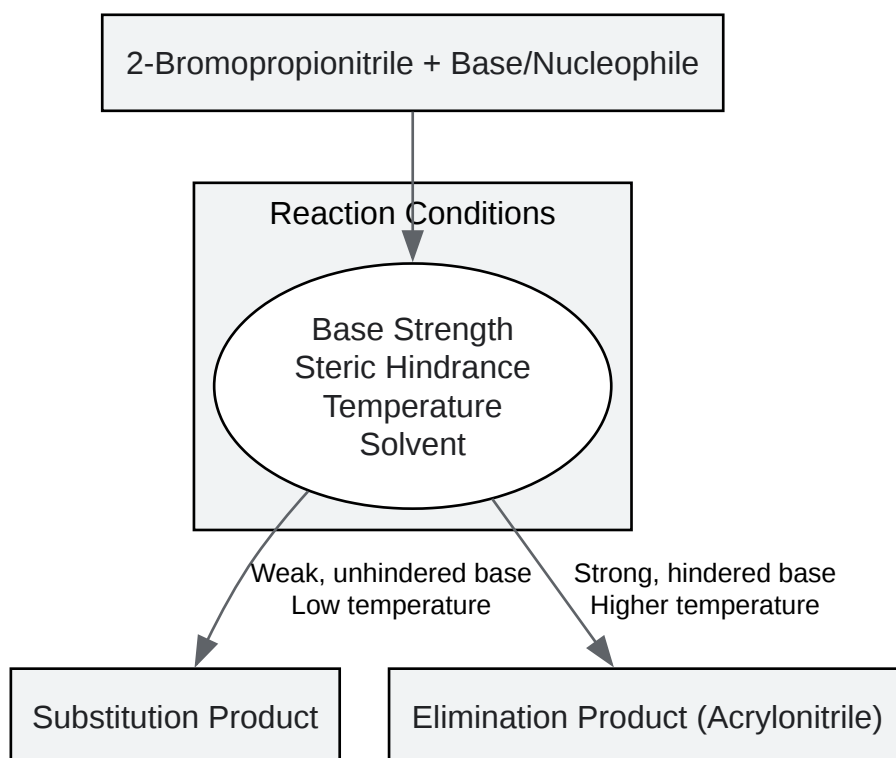 2-Bromopropionitrile + Base/Nucleophile
Reaction Conditions
Base Strength
Steric Hindrance
Temperature
Solvent
Weak, unhindered base
Low temperature
Strong, hindered base
Higher temperature
Substitution Product
Elimination Product (Acrylonitrile)